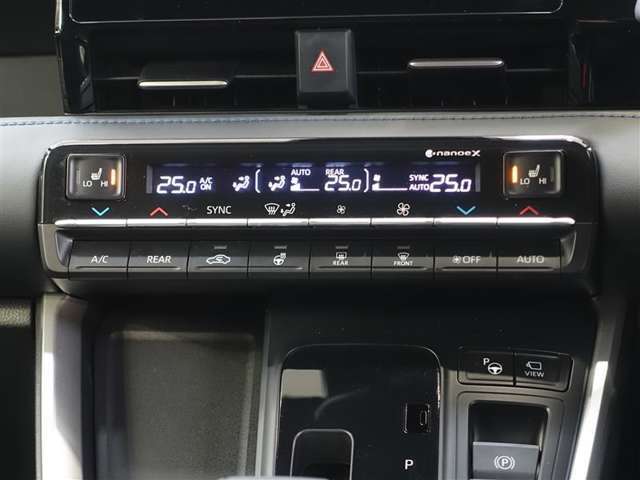 nanoeX
LO HI
25.0 A/C ON AUTO REAR 25.0 SYNC AUTO 25.0
LO HI
SYNC
A/C REAR REAR FRONT OFF AUTO
P
VIEW
P
P